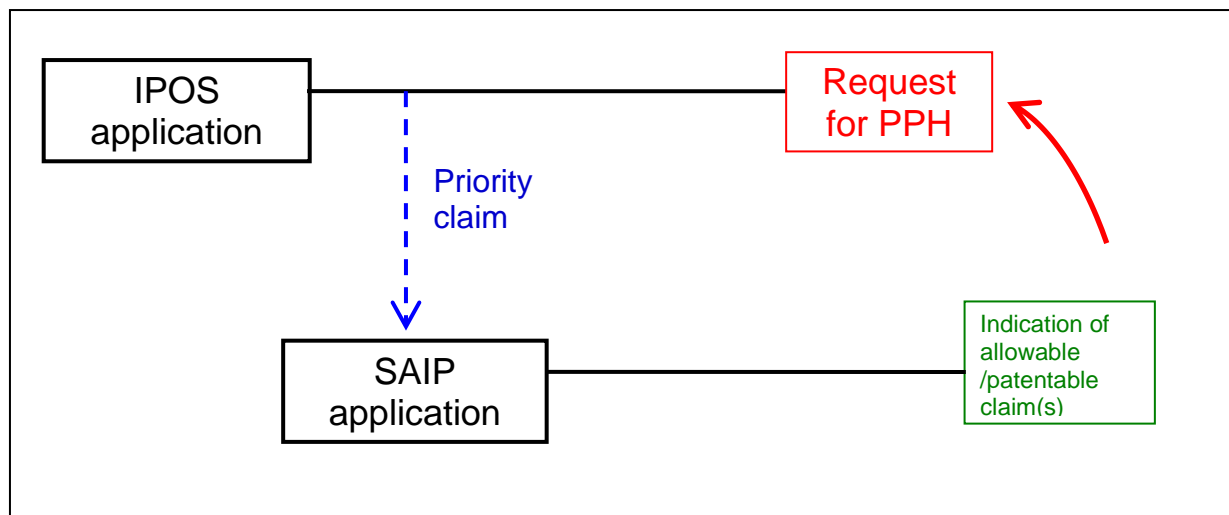 IPOS
application
Request
for PPH
Priority
claim
SAIP
application
Indication of
allowable
/patentable
claim(s)